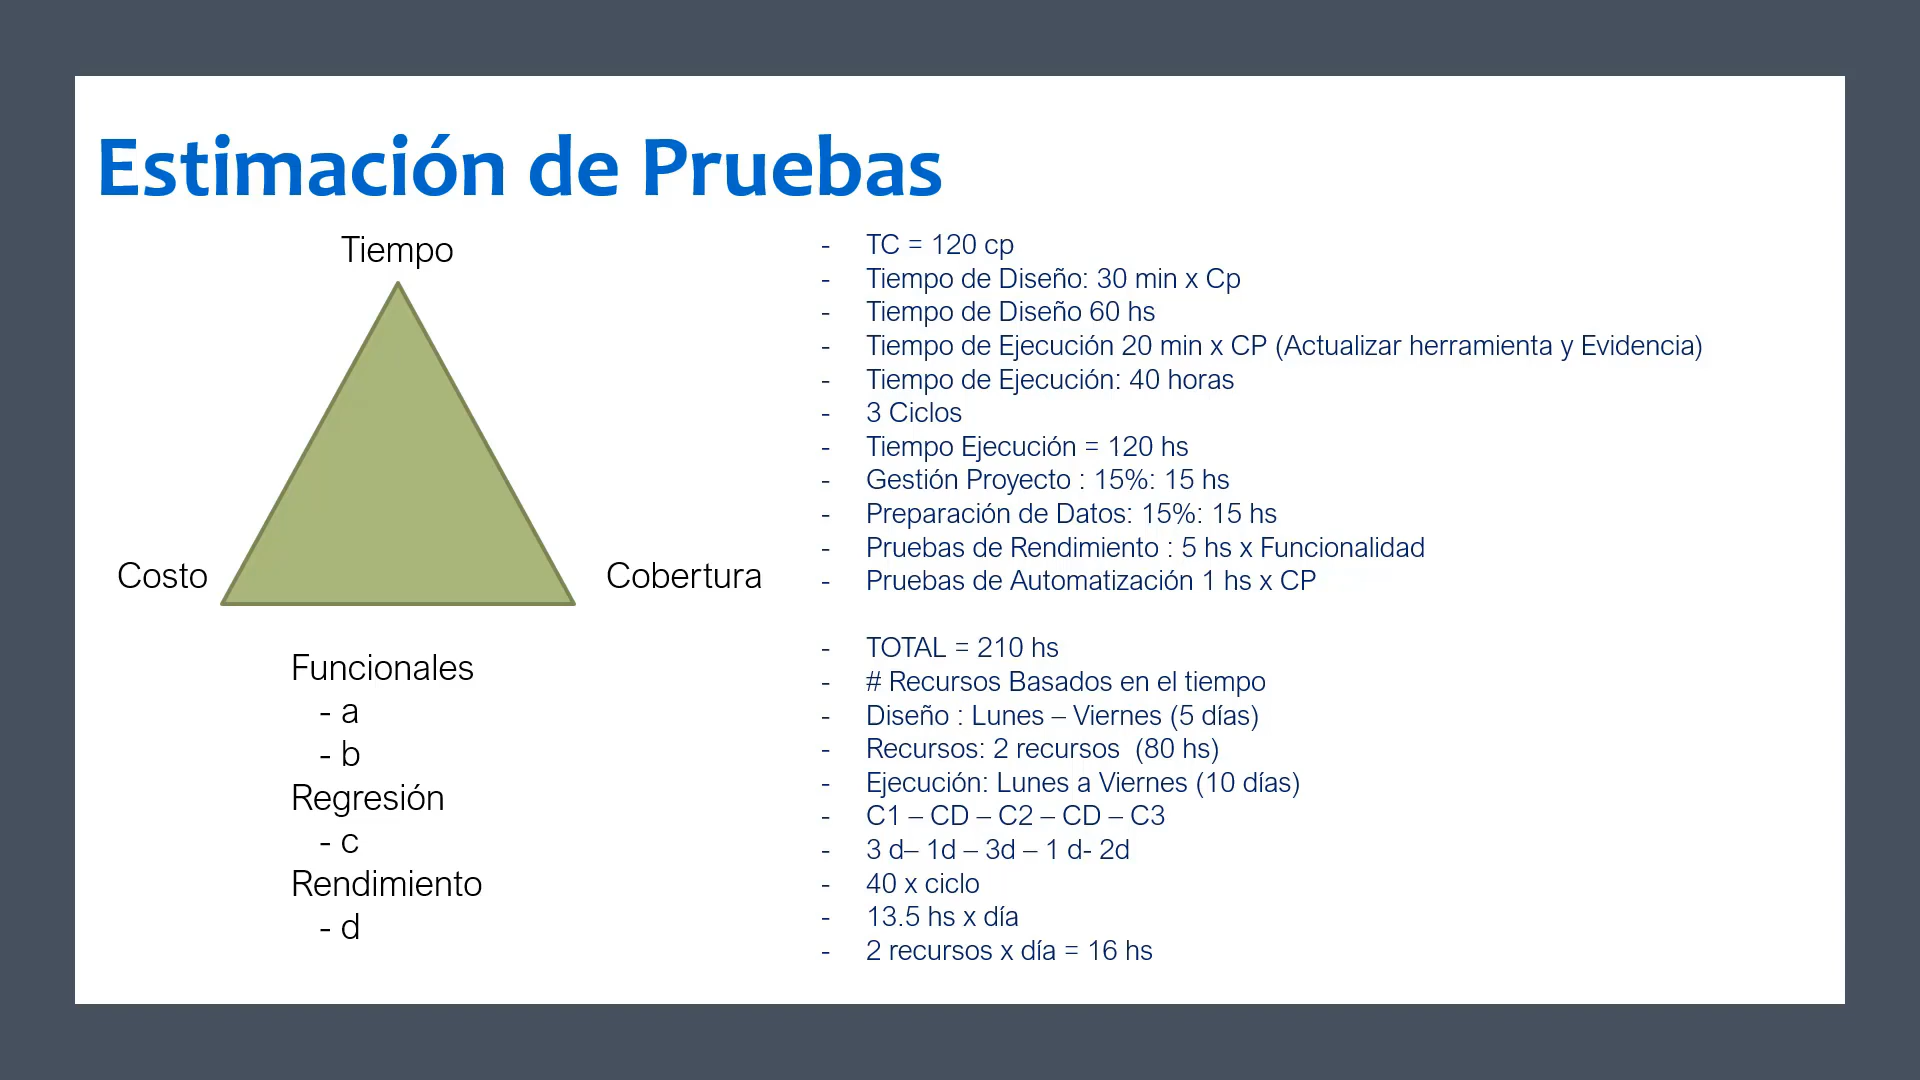 Estimación de Pruebas
Tiempo
Costo
Cobertura
Funcionales
- a
- b
Regresión
- c
Rendimiento
- d
- TC = 120 cp
- Tiempo de Diseño: 30 min x Cp
- Tiempo de Diseño 60 hs
- Tiempo de Ejecución 20 min x CP (Actualizar herramienta y Evidencia)
- Tiempo de Ejecución: 40 horas
- 3 Ciclos
- Tiempo Ejecución = 120 hs
- Gestión Proyecto : 15%: 15 hs
- Preparación de Datos: 15%: 15 hs
- Pruebas de Rendimiento : 5 hs x Funcionalidad
- Pruebas de Automatización 1 hs x CP
- TOTAL = 210 hs
- # Recursos Basados en el tiempo
- Diseño : Lunes – Viernes (5 días)
- Recursos: 2 recursos  (80 hs)
- Ejecución: Lunes a Viernes (10 días)
- C1 – CD – C2 – CD – C3
- 3 d– 1d – 3d – 1 d- 2d
- 40 x ciclo
- 13.5 hs x día
- 2 recursos x día = 16 hs